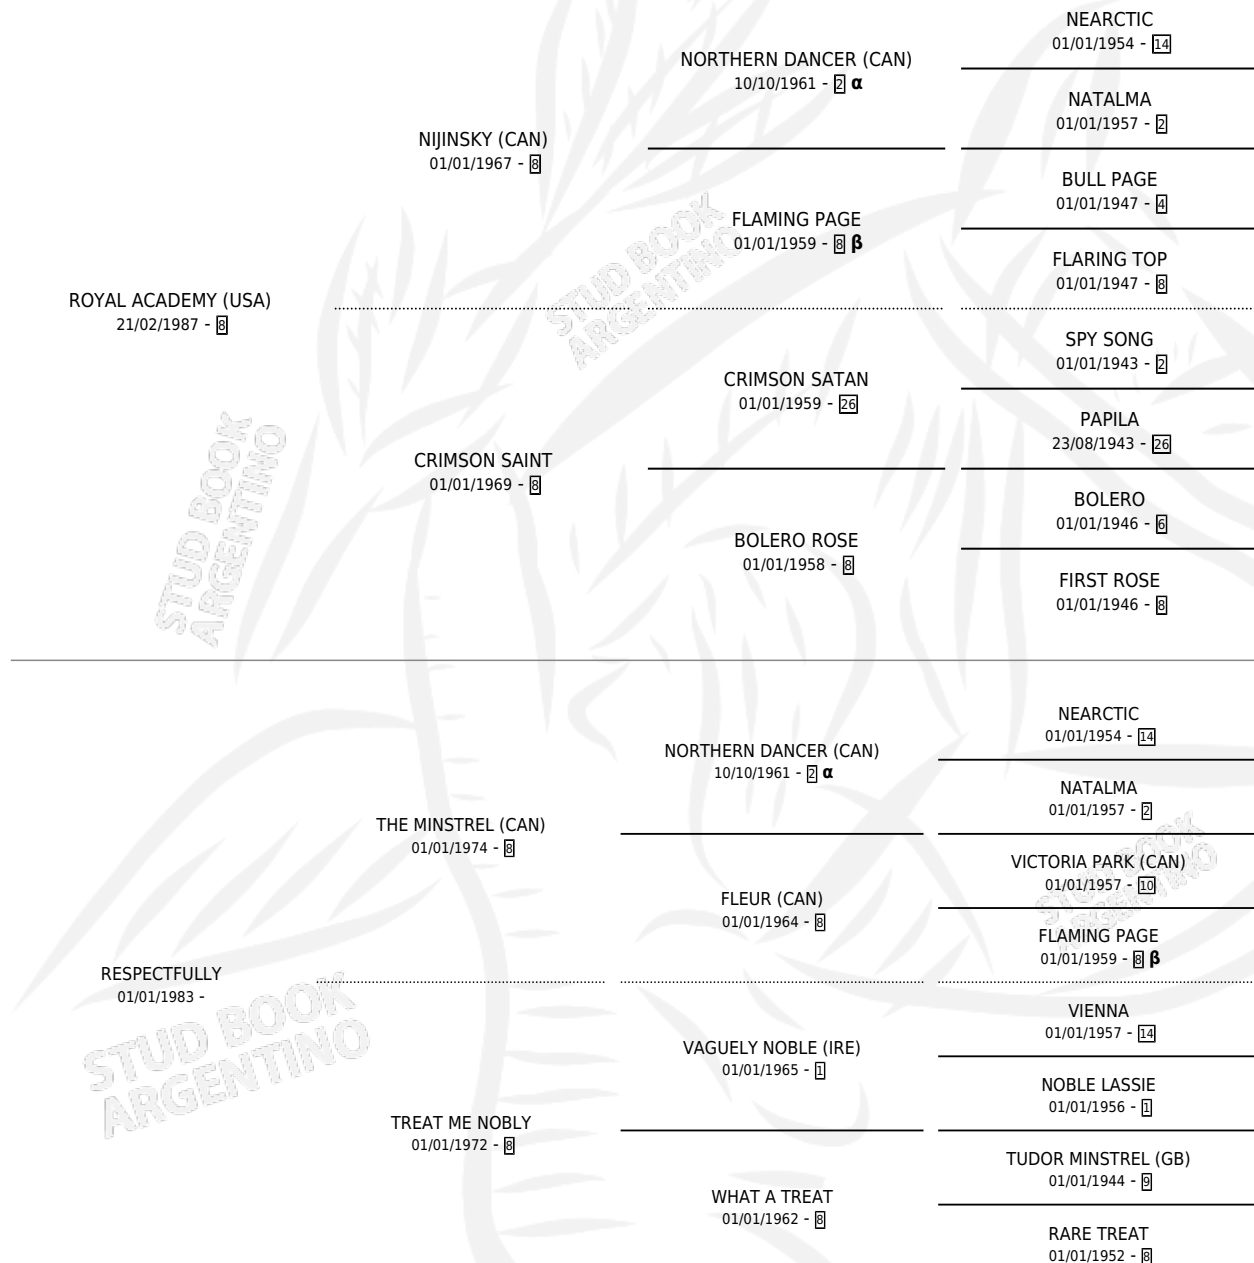 NEARCTIC
01/01/1954 - 14
NORTHERN DANCER (CAN)
10/10/1961 - 2 α
NATALMA
01/01/1957 - 2
NIJINSKY (CAN)
01/01/1967 - 8
BULL PAGE
01/01/1947 - 4
FLAMING PAGE
01/01/1959 - 8 β
FLARING TOP
01/01/1947 - 8
ROYAL ACADEMY (USA)
21/02/1987 - 8
SPY SONG
01/01/1943 - 2
CRIMSON SATAN
01/01/1959 - 26
PAPILA
23/08/1943 - 26
CRIMSON SAINT
01/01/1969 - 8
BOLERO
01/01/1946 - 6
BOLERO ROSE
01/01/1958 - 8
FIRST ROSE
01/01/1946 - 8
NEARCTIC
01/01/1954 - 14
NORTHERN DANCER (CAN)
10/10/1961 - 2 α
NATALMA
01/01/1957 - 2
THE MINSTREL (CAN)
01/01/1974 - 8
VICTORIA PARK (CAN)
01/01/1957 - 10
FLEUR (CAN)
01/01/1964 - 8
FLAMING PAGE
01/01/1959 - 8 β
RESPECTFULLY
01/01/1983 -
VIENNA
01/01/1957 - 14
VAGUELY NOBLE (IRE)
01/01/1965 - 1
NOBLE LASSIE
01/01/1956 - 1
TREAT ME NOBLY
01/01/1972 - 8
TUDOR MINSTREL (GB)
01/01/1944 - 9
WHAT A TREAT
01/01/1962 - 8
RARE TREAT
01/01/1952 - 8
STUD BOOK
ARGENTINO
STUD BOOK
ARGENTINO
STUD BOOK
ARGENTINO
STUD BOOK
ARGENTINO